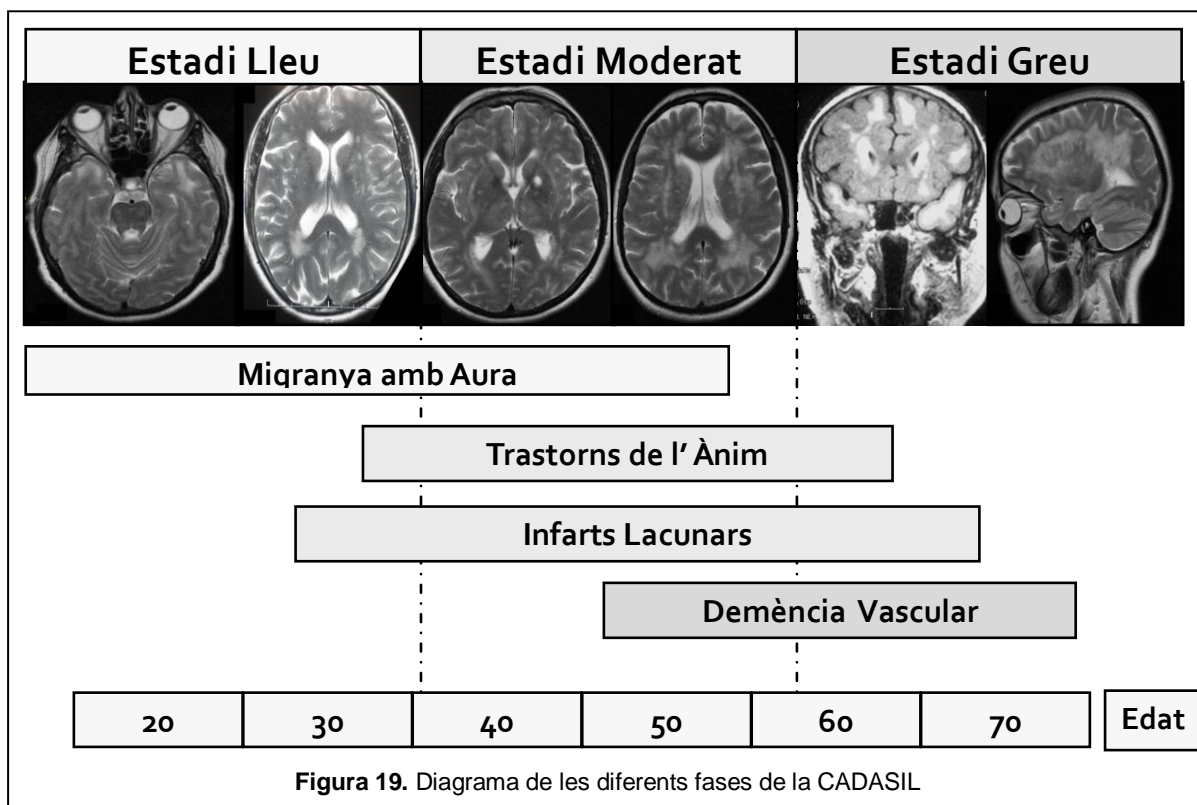 Estadi Lleu Estadi Moderat Estadi Greu
Migranya amb Aura
Trastorns de l' Ànim
Infarts Lacunars
Demència Vascular
20 30 40 50 60 70 Edat
Figura 19. Diagrama de les diferents fases de la CADASIL